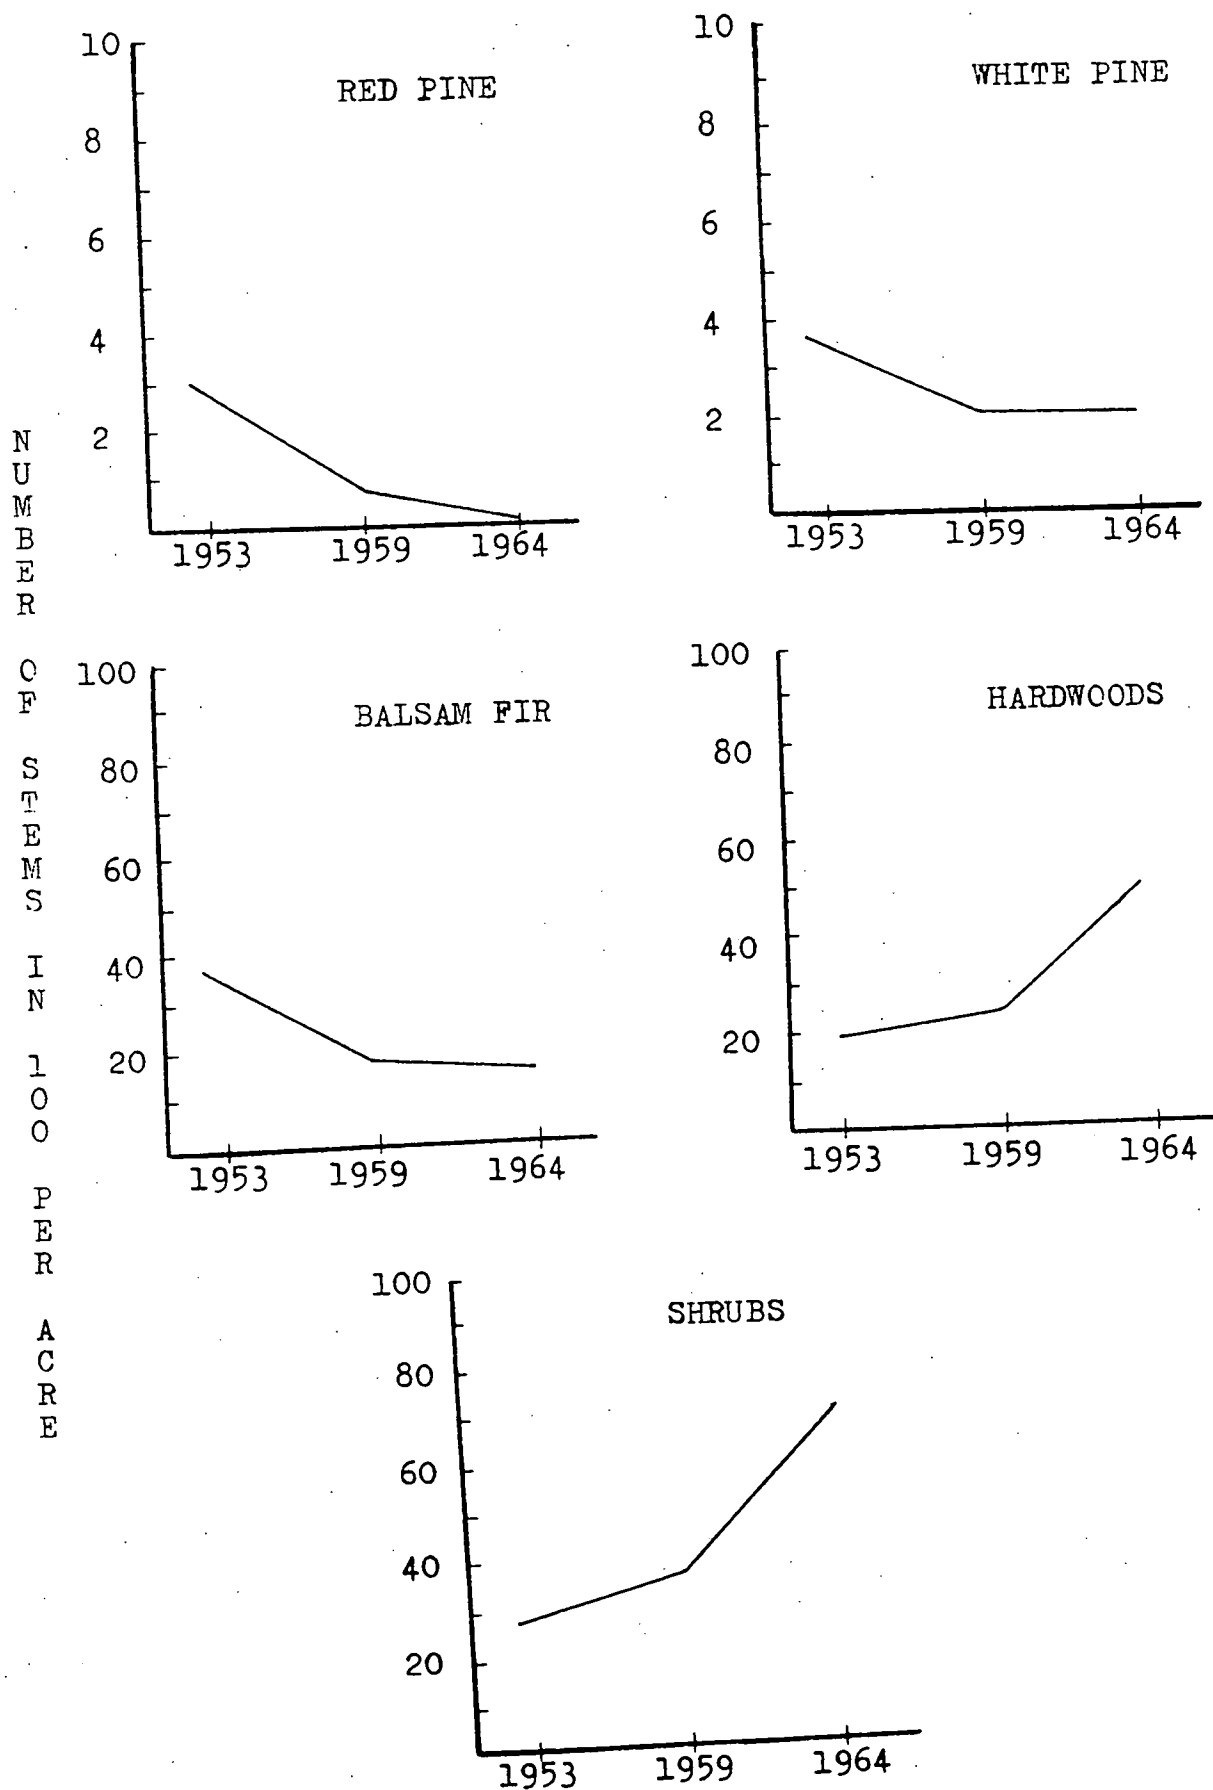 NUMBER OF STEMS IN 100 PER ACRE
RED PINE
10
8
6
4
2
1953 1959 1964
WHITE PINE
10
8
6
4
2
1953 1959 1964
BALSAM FIR
100
80
60
40
20
1953 1959 1964
HARDWOODS
100
80
60
40
20
1953 1959 1964
SHRUBS
100
80
60
40
20
1953 1959 1964